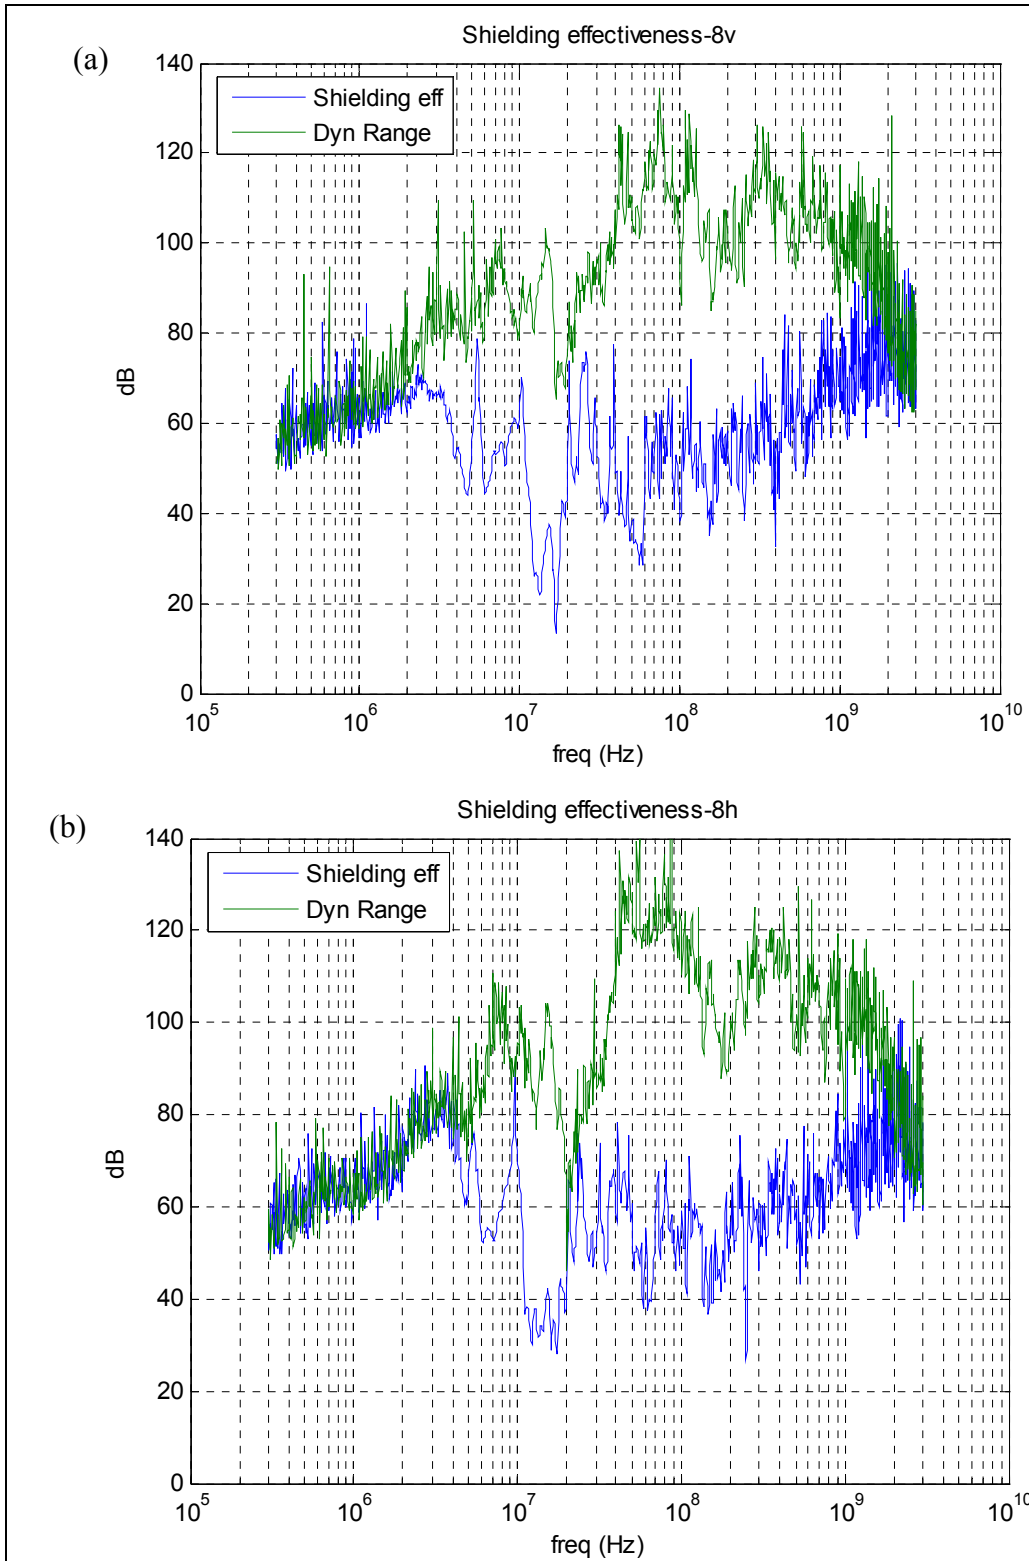 (a)
Shielding effectiveness-8v
140
120
100
80
60
40
20
0
dB
Shielding eff
Dyn Range
10^5 10^6 10^7 10^8 10^9 10^10
freq (Hz)
(b)
Shielding effectiveness-8h
140
120
100
80
60
40
20
0
dB
Shielding eff
Dyn Range
10^5 10^6 10^7 10^8 10^9 10^10
freq (Hz)